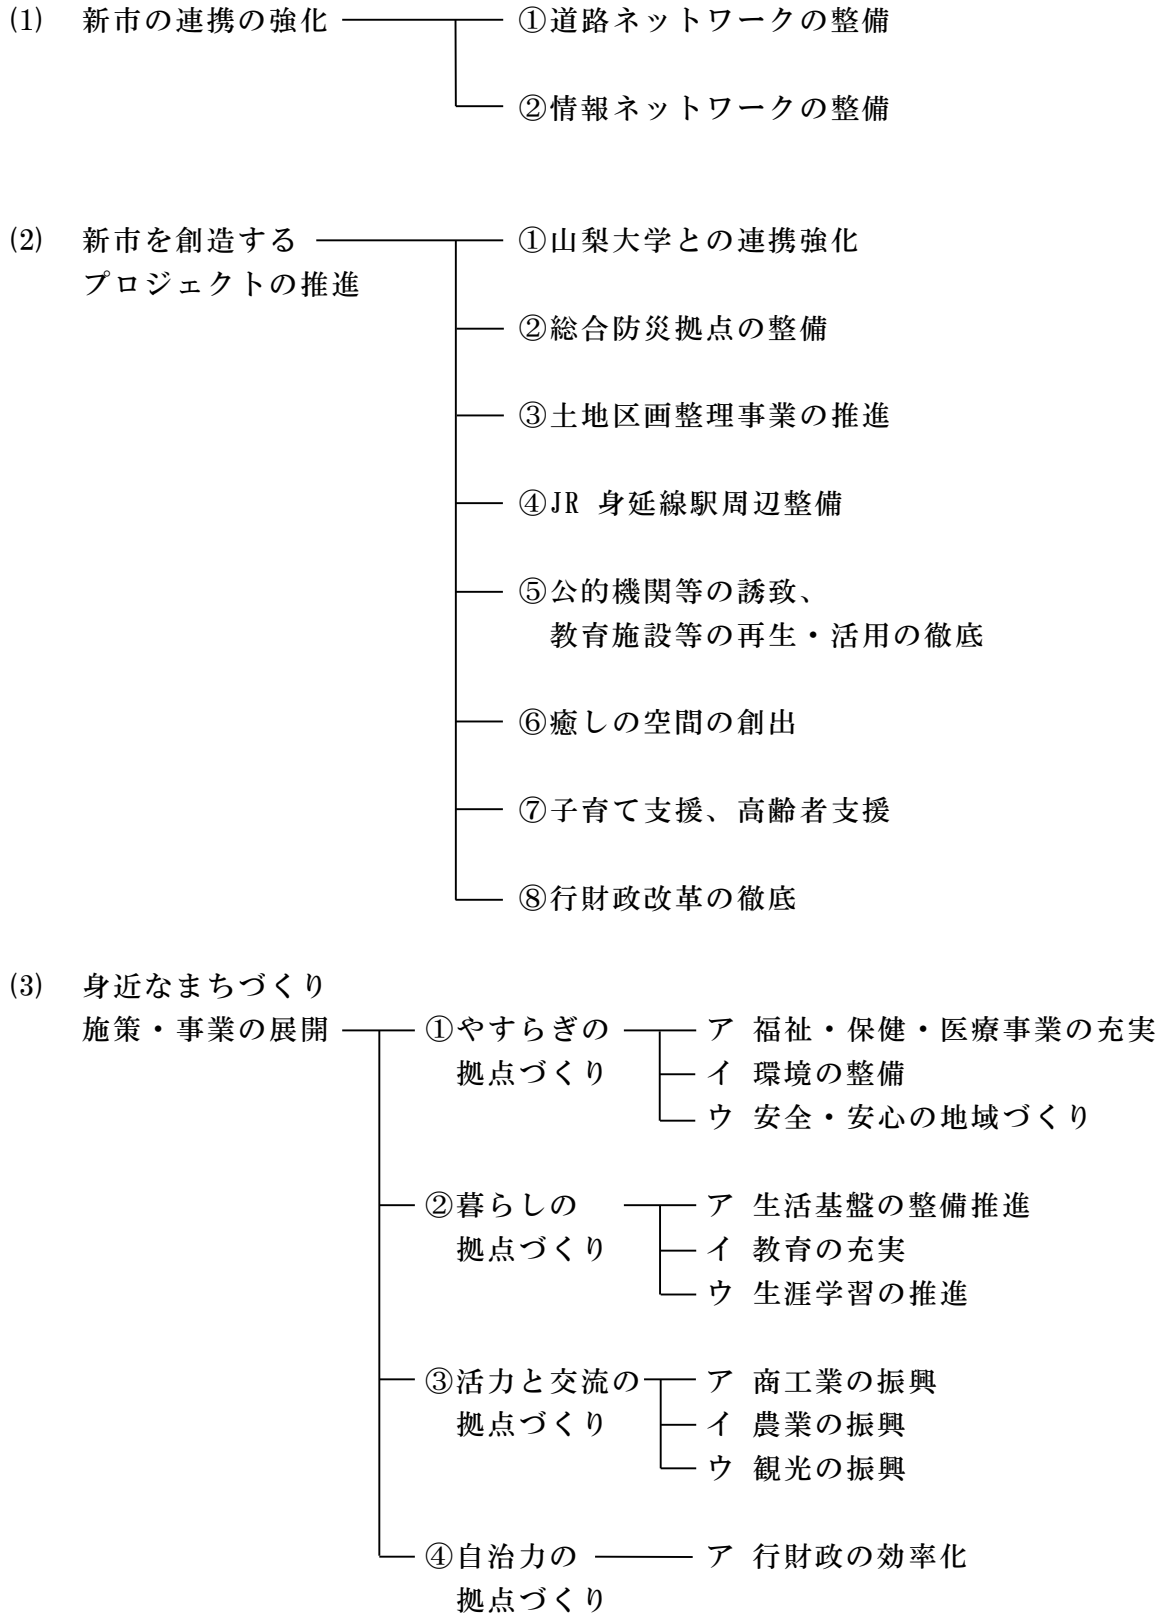 (1) 新市の連携の強化 ①道路ネットワークの整備
②情報ネットワークの整備
(2) 新市を創造する ①山梨大学との連携強化
プロジェクトの推進
②総合防災拠点の整備
③土地区画整理事業の推進
④JR 身延線駅周辺整備
⑤公的機関等の誘致、
教育施設等の再生・活用の徹底
⑥癒しの空間の創出
⑦子育て支援、高齢者支援
⑧行財政改革の徹底
(3) 身近なまちづくり
施策・事業の展開 ①やすらぎの ア 福祉・保健・医療事業の充実
拠点づくり イ 環境の整備
ウ 安全・安心の地域づくり
②暮らしの ア 生活基盤の整備推進
拠点づくり イ 教育の充実
ウ 生涯学習の推進
③活力と交流の ア 商工業の振興
拠点づくり イ 農業の振興
ウ 観光の振興
④自治力の ア 行財政の効率化
拠点づくり